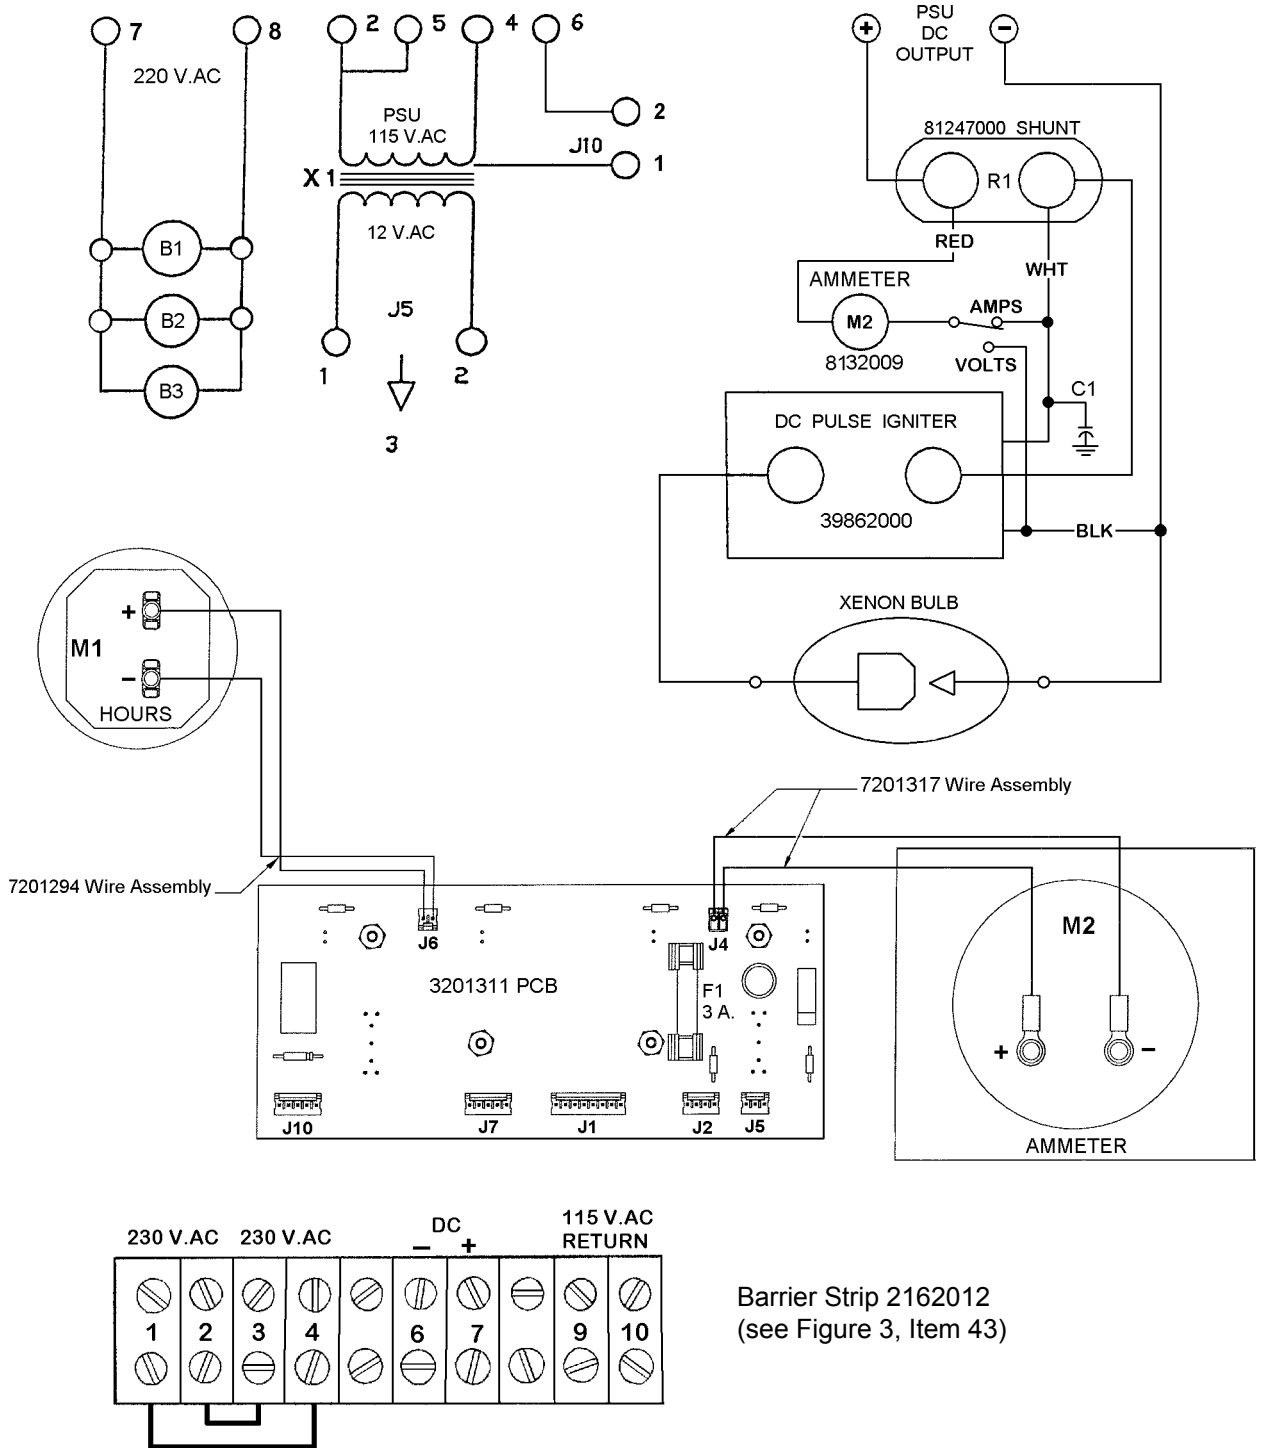 7
8
2
5
4
6
220 V.AC
PSU
115 V.AC
2
J10
1
X1
12 V.AC
B1
B2
B3
J5
1
2
3
PSU
DC
OUTPUT
+
−
81247000 SHUNT
R1
RED
WHT
AMMETER
M2
8132009
AMPS
VOLTS
C1
DC PULSE IGNITER
39862000
BLK
XENON BULB
+
M1
−
HOURS
7201317 Wire Assembly
7201294 Wire Assembly
J6
J4
3201311 PCB
F1
3 A.
J10
J7
J1
J2
J5
M2
+
−
AMMETER
230 V.AC
230 V.AC
DC
−
+
115 V.AC
RETURN
1
2
3
4
6
7
9
10
Barrier Strip 2162012
(see Figure 3, Item 43)